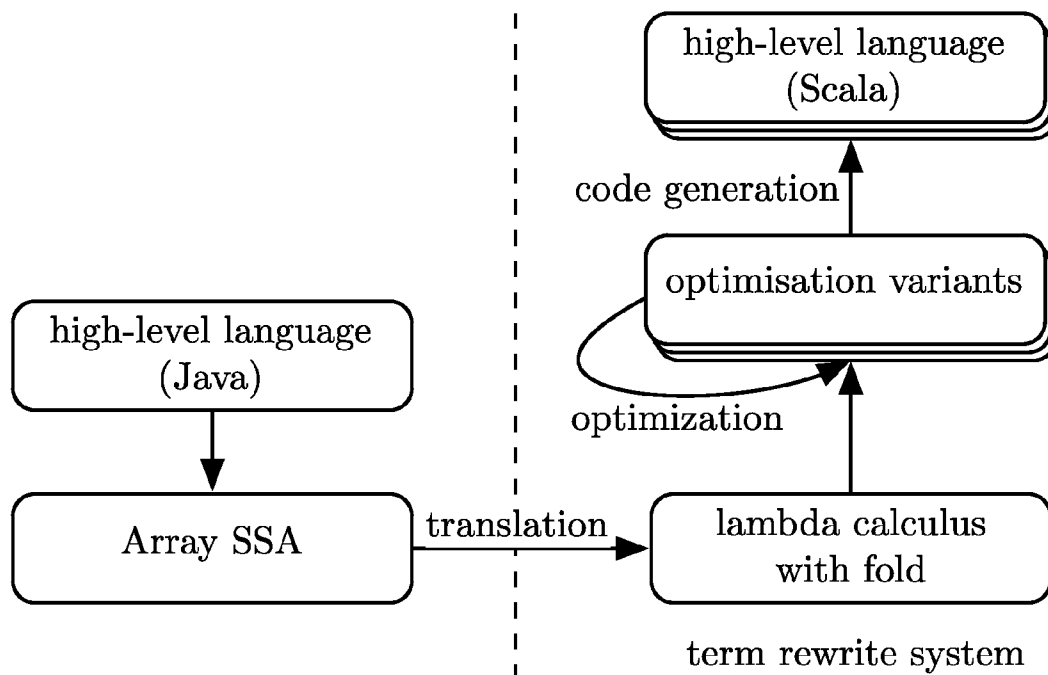 high-level language
(Scala)
code generation
optimisation variants
high-level language
(Java)
optimization
Array SSA
translation
lambda calculus
with fold
term rewrite system